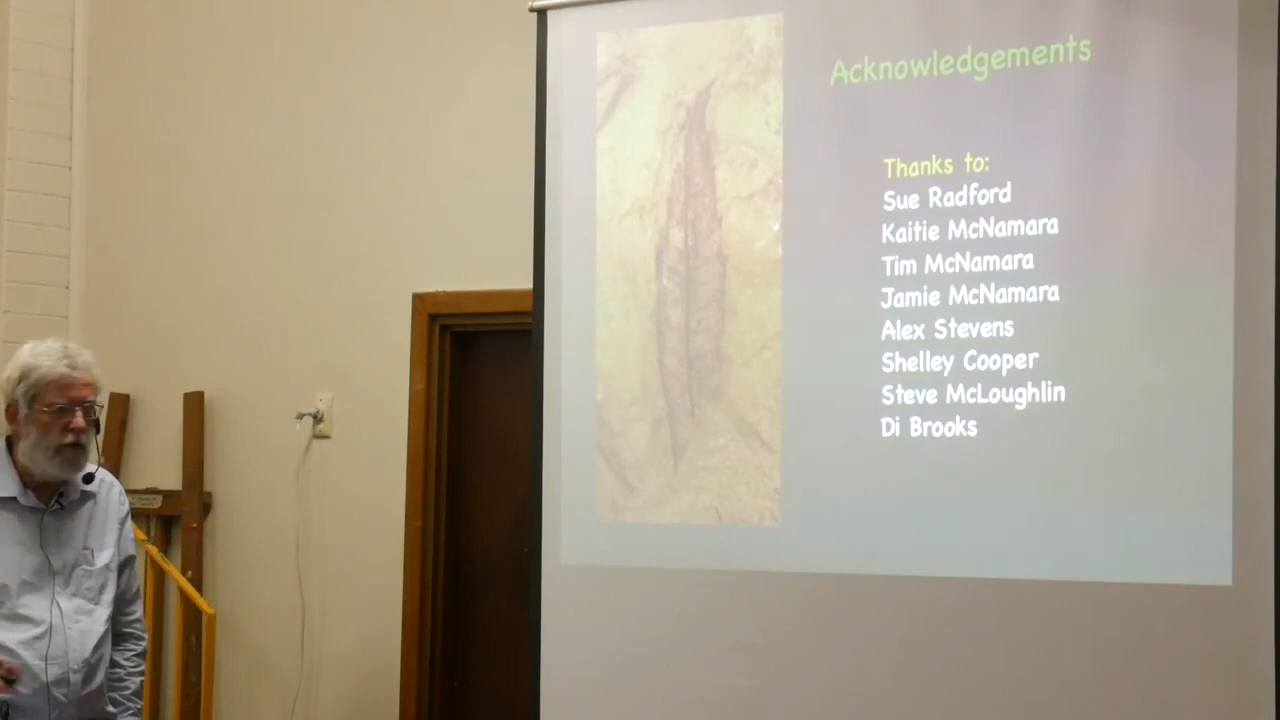 Acknowledgements
Thanks to:
Sue Radford
Kaitie McNamara
Tim McNamara
Jamie McNamara
Alex Stevens
Shelley Cooper
Steve McLoughlin
Di Brooks